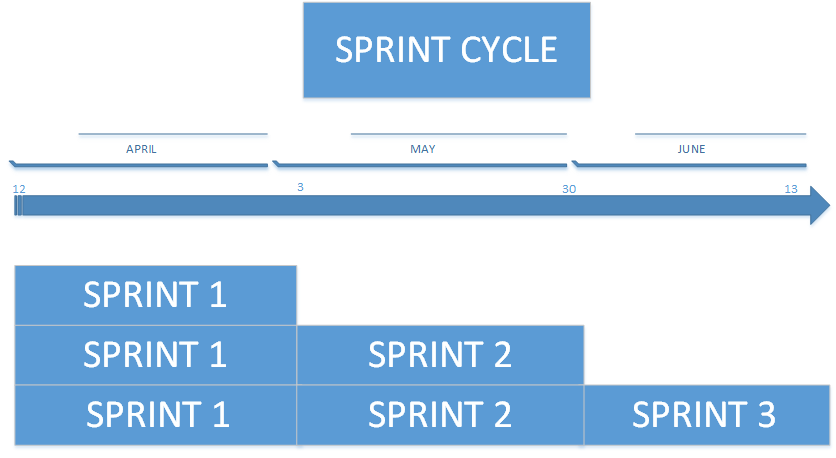 SPRINT CYCLE
APRIL MAY JUNE
12 3 30 13
SPRINT 1
SPRINT 1 SPRINT 2
SPRINT 1 SPRINT 2 SPRINT 3